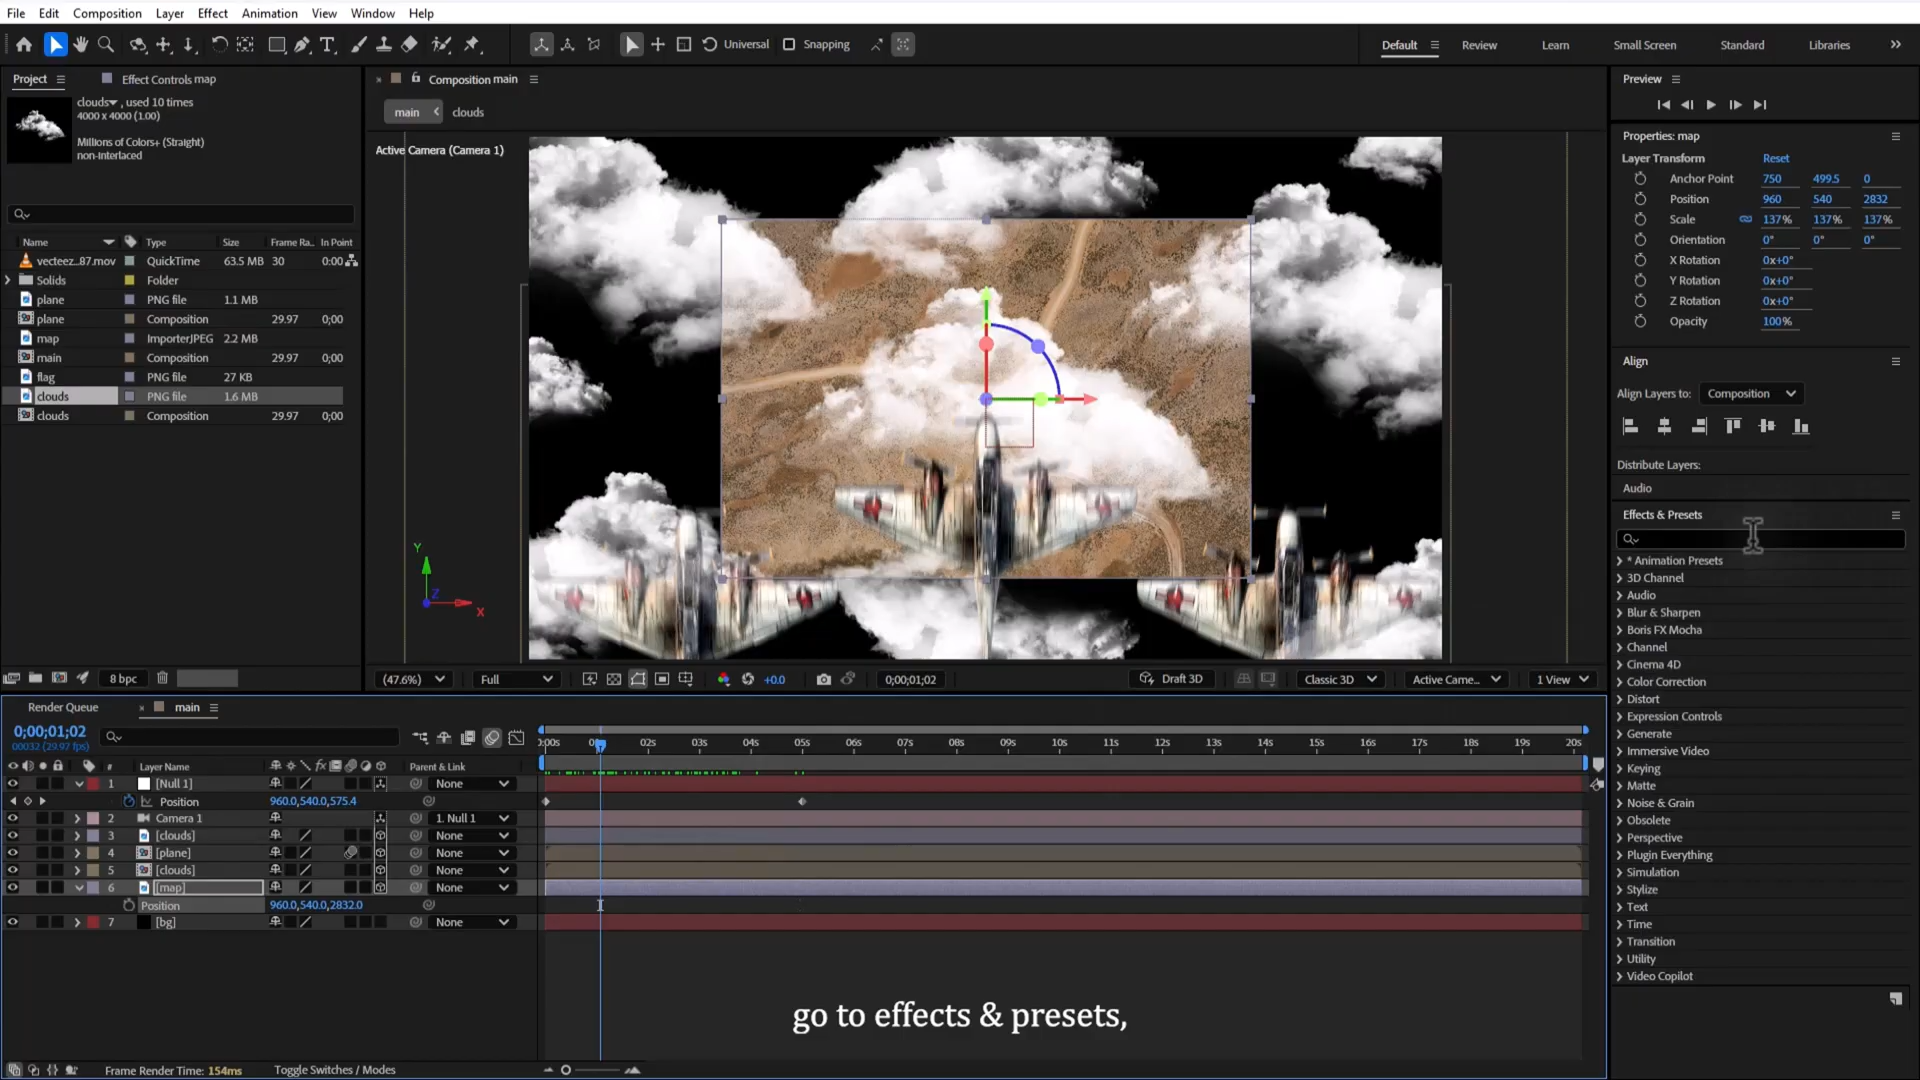 File Edit Composition Layer Effect Animation View Window Help
Universal Snapping Default Review Learn Small Screen Standard Libraries
Project Effect Controls map
clouds , used 10 times
4000 x 4000 (1.00)
Millions of Colors+ (Straight)
non-interlaced
Name Type Size Frame Ra.. In Point
vecteez...87.mov QuickTime 63.5 MB 30 0:00
Solids Folder
plane PNG file 1.1 MB
plane Composition 29.97 0;00
map ImporterJPEG 2.2 MB
main Composition 29.97 0;00
flag PNG file 27 KB
clouds PNG file 1.6 MB
clouds Composition 29.97 0;00
8 bpc
Composition main
main clouds
Active Camera (Camera 1)
Y
Z
X
(47.6%) Full +0.0 0;00;01;02 Draft 3D Classic 3D Active Came... 1 View
Preview
Properties: map
Layer Transform Reset
Anchor Point 750 499.5 0
Position 960 540 2832
Scale 137% 137% 137%
Orientation 0° 0° 0°
X Rotation 0x+0°
Y Rotation 0x+0°
Z Rotation 0x+0°
Opacity 100%
Align
Align Layers to: Composition
Distribute Layers:
Audio
Effects & Presets
* Animation Presets
3D Channel
Audio
Blur & Sharpen
Boris FX Mocha
Channel
Cinema 4D
Color Correction
Distort
Expression Controls
Generate
Immersive Video
Keying
Matte
Noise & Grain
Obsolete
Perspective
Plugin Everything
Simulation
Stylize
Text
Time
Transition
Utility
Video Copilot
Render Queue main
0;00;01;02
00032 (29.97 fps)
02s 03s 04s 05s 06s 07s 08s 09s 10s 11s 12s 13s 14s 15s 16s 17s 18s 19s 20s
# Layer Name Parent & Link
1 [Null 1] None
Position 960.0,540.0,575.4
2 Camera 1 1. Null 1
3 [clouds] None
4 [plane] None
5 [clouds] None
6 [map] None
Position 960.0,540.0,2832.0
7 [bg] None
go to effects & presets,
Frame Render Time: 154ms Toggle Switches / Modes